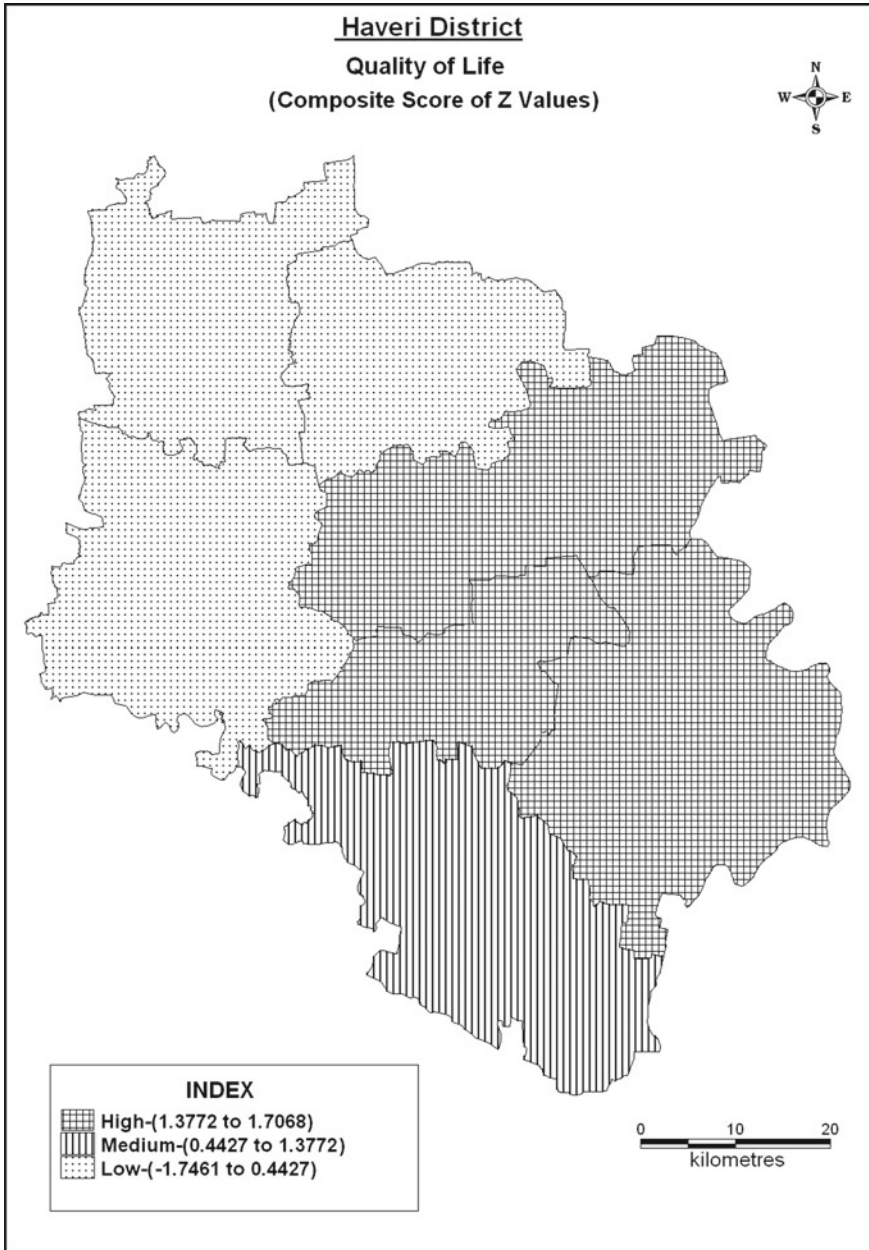 Haveri District
Quality of Life
(Composite Score of Z Values)
N
W E
S
INDEX
High-(1.3772 to 1.7068)
Medium-(0.4427 to 1.3772)
Low-(-1.7461 to 0.4427)
0 10 20
kilometres